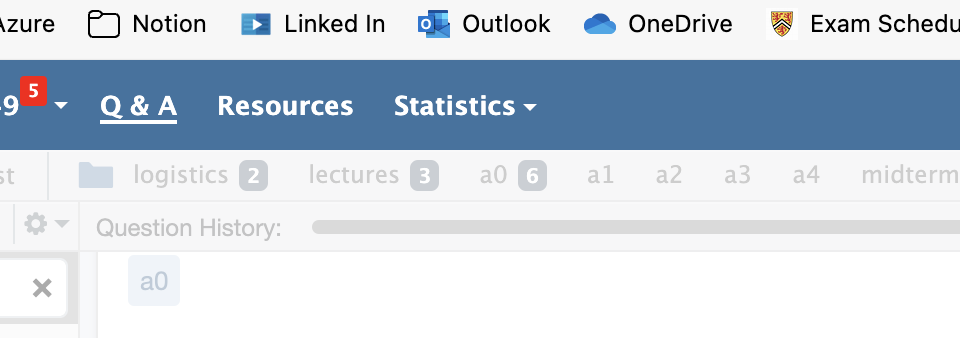 Azure Notion Linked In Outlook OneDrive Exam Schedu
-9 5 Q & A Resources Statistics
st logistics 2 lectures 3 a0 6 a1 a2 a3 a4 midterm
Question History:
a0